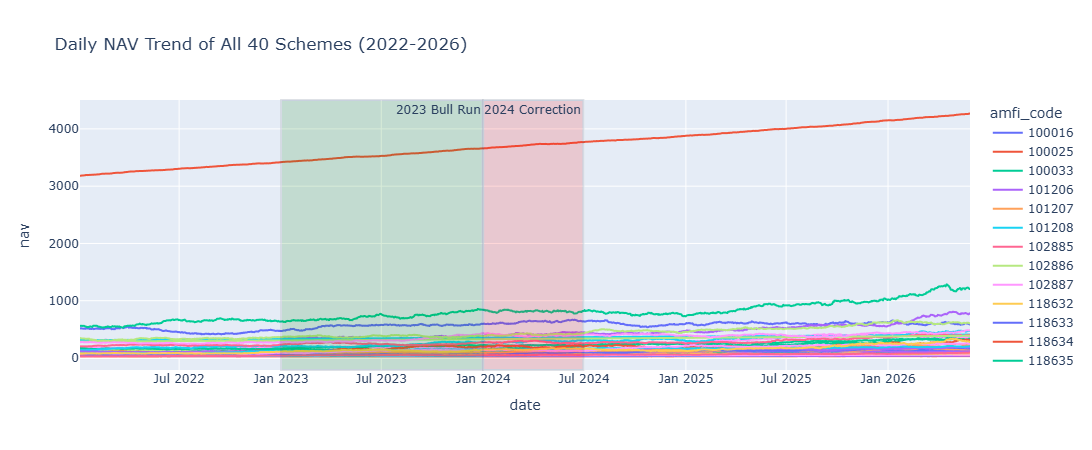 Daily NAV Trend of All 40 Schemes (2022-2026)
2023 Bull Run
2024 Correction
amfi_code
100016
100025
100033
101206
101207
101208
102885
102886
102887
118632
118633
118634
118635
nav
4000
3000
2000
1000
0
Jul 2022
Jan 2023
Jul 2023
Jan 2024
Jul 2024
Jan 2025
Jul 2025
Jan 2026
date